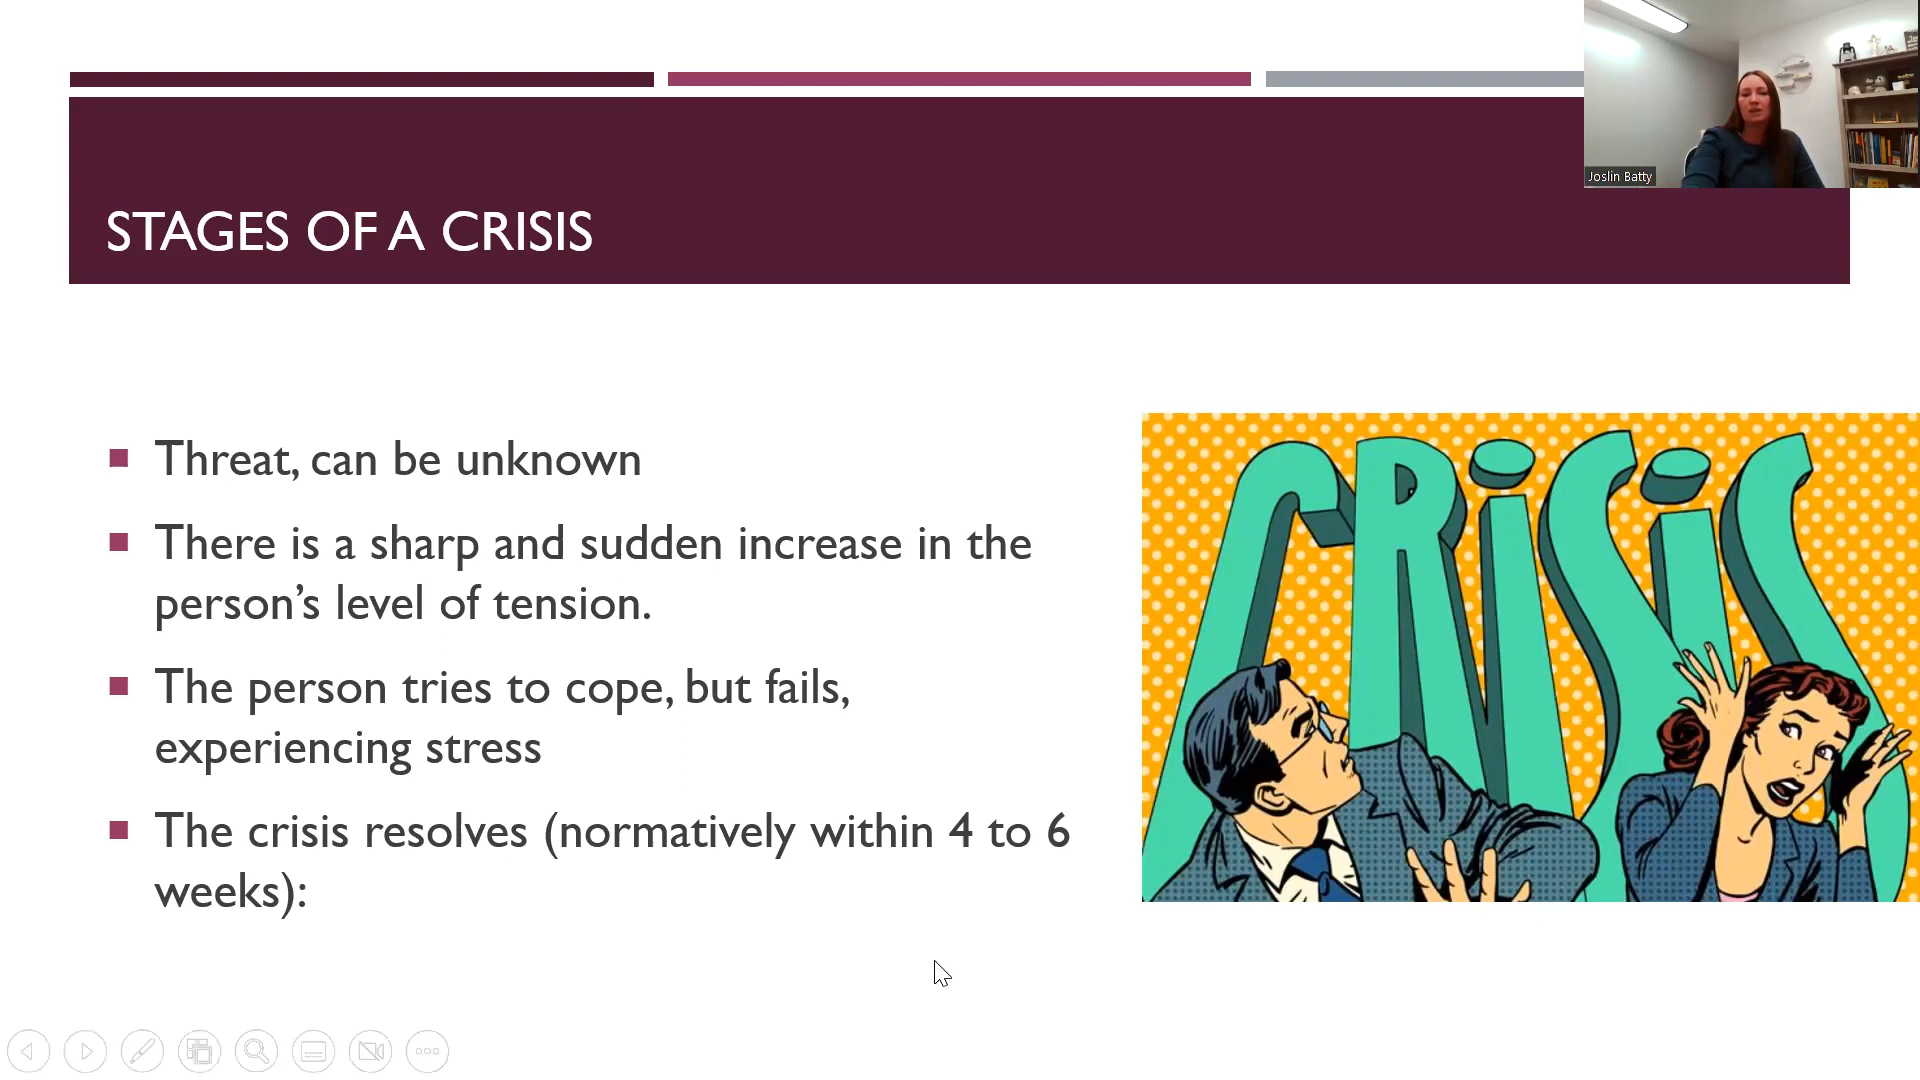 Joslin Batty
STAGES OF A CRISIS
Threat, can be unknown
There is a sharp and sudden increase in the
person’s level of tension.
The person tries to cope, but fails,
experiencing stress
The crisis resolves (normatively within 4 to 6
weeks):
CRiSiS